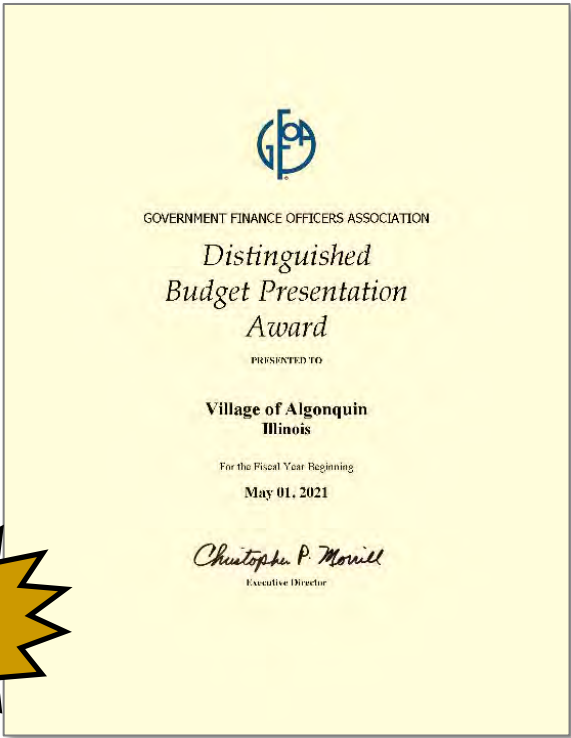 GFOA
GOVERNMENT FINANCE OFFICERS ASSOCIATION
Distinguished
Budget Presentation
Award
PRESENTED TO
Village of Algonquin
Illinois
For the Fiscal Year Beginning
May 01, 2021
Christopher P. Morrill
Executive Director